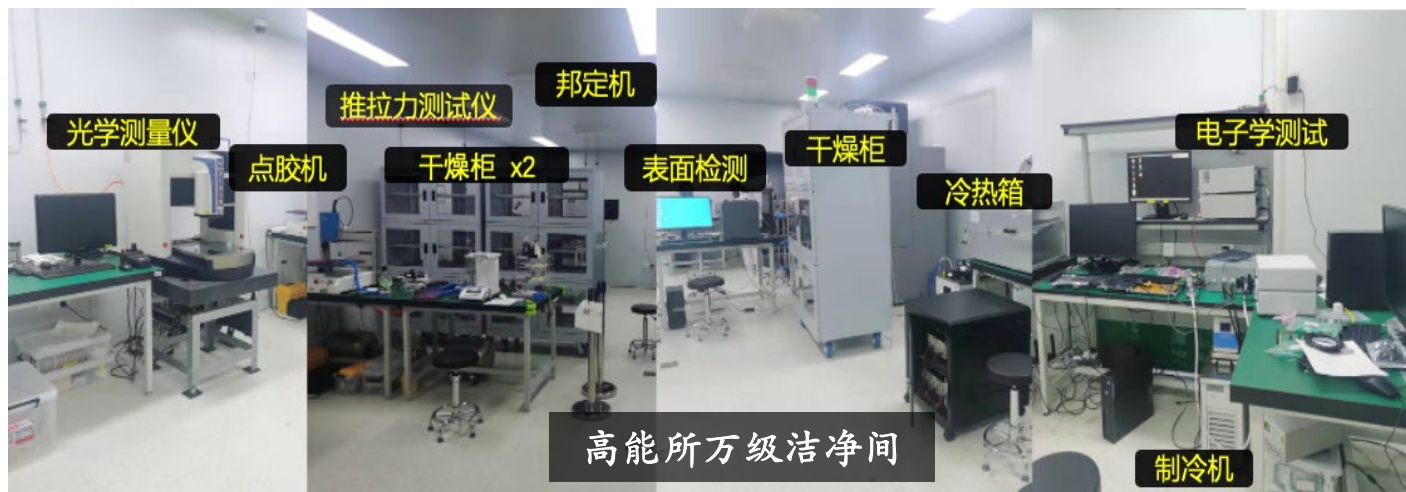 光学测量仪
点胶机
推拉力测试仪
邦定机
干燥柜 x2
表面检测
干燥柜
冷热箱
电子学测试
制冷机
高能所万级洁净间